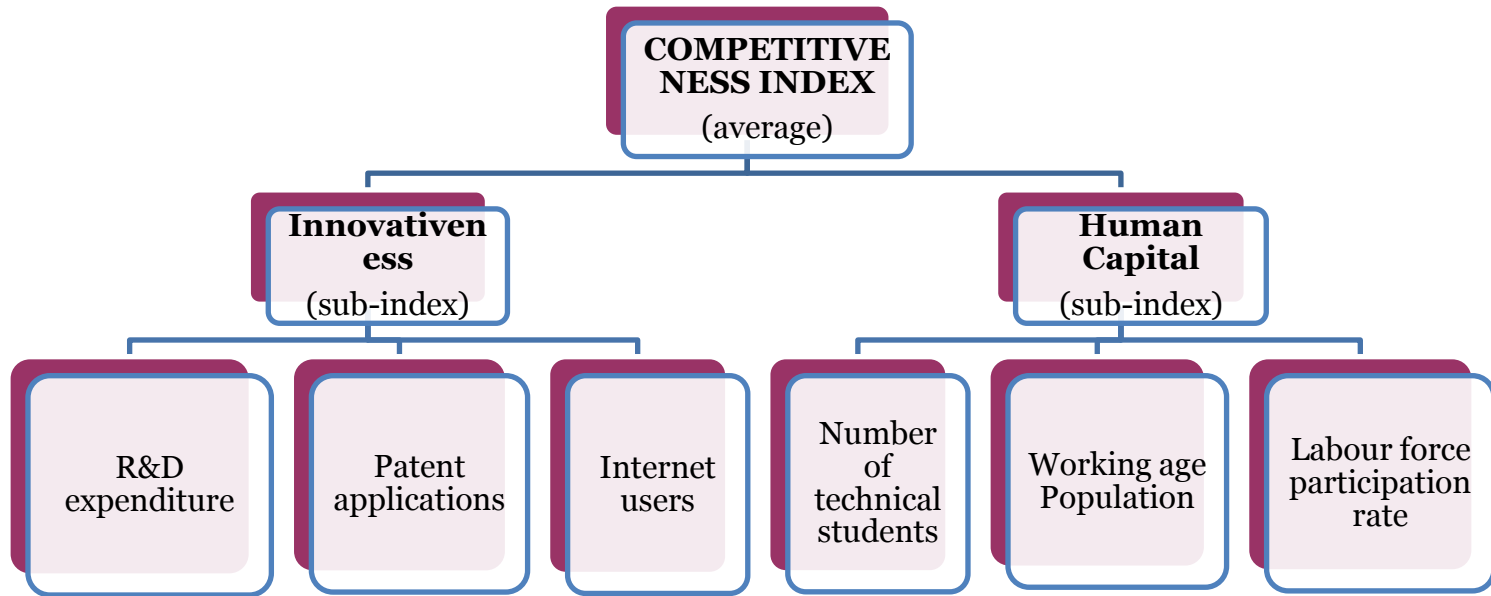 COMPETITIVE
NESS INDEX
(average)
Innovativen
ess
(sub-index)
Human
Capital
(sub-index)
R&D
expenditure
Patent
applications
Internet
users
Number
of
technical
students
Working age
Population
Labour force
participation
rate